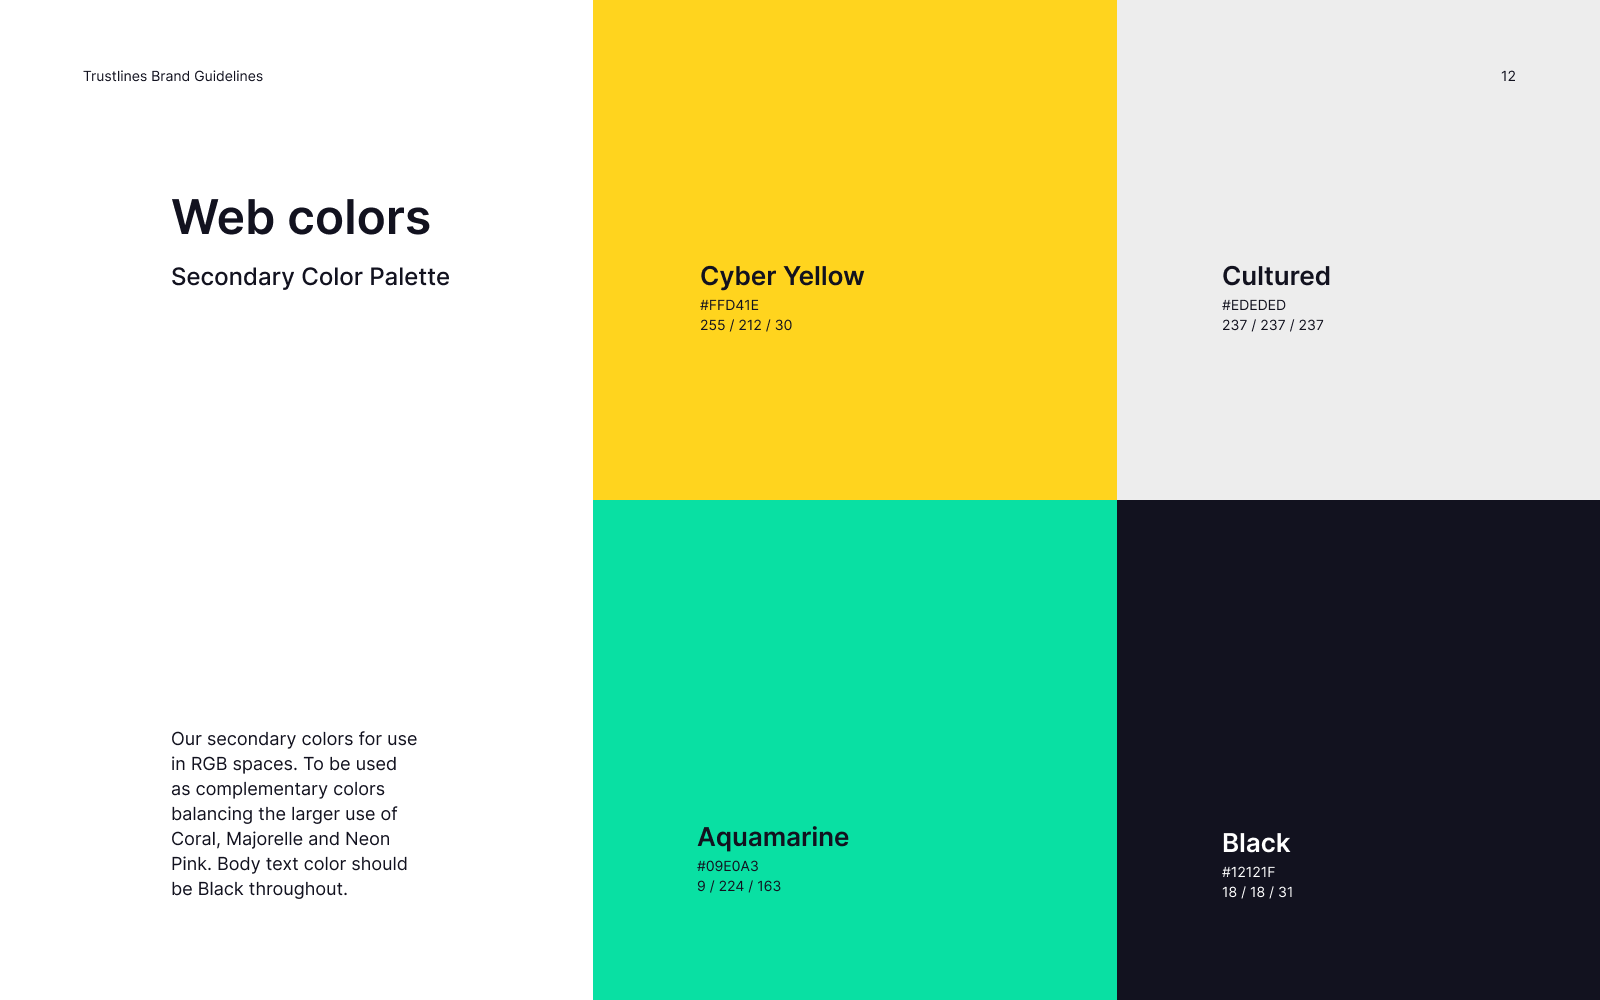 Trustlines Brand Guidelines
12
Web colors
Secondary Color Palette
Our secondary colors for use
in RGB spaces. To be used
as complementary colors
balancing the larger use of
Coral, Majorelle and Neon
Pink. Body text color should
be Black throughout.
Cyber Yellow
#FFD41E
255 / 212 / 30
Cultured
#EDEDED
237 / 237 / 237
Aquamarine
#09E0A3
9 / 224 / 163
Black
#12121F
18 / 18 / 31